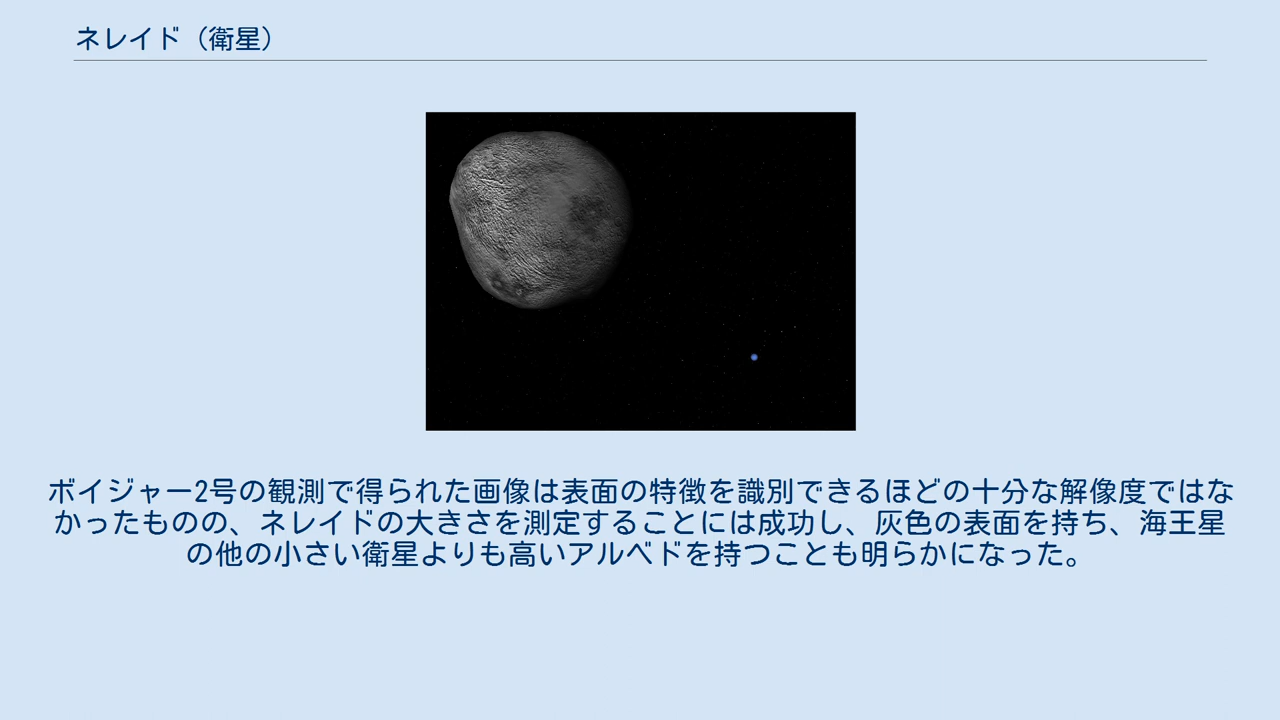 ネレイド（衛星）
ボイジャー2号の観測で得られた画像は表面の特徴を識別できるほどの十分な解像度ではな
かったものの、ネレイドの大きさを測定することには成功し、灰色の表面を持ち、海王星
の他の小さい衛星よりも高いアルベドを持つことも明らかになった。